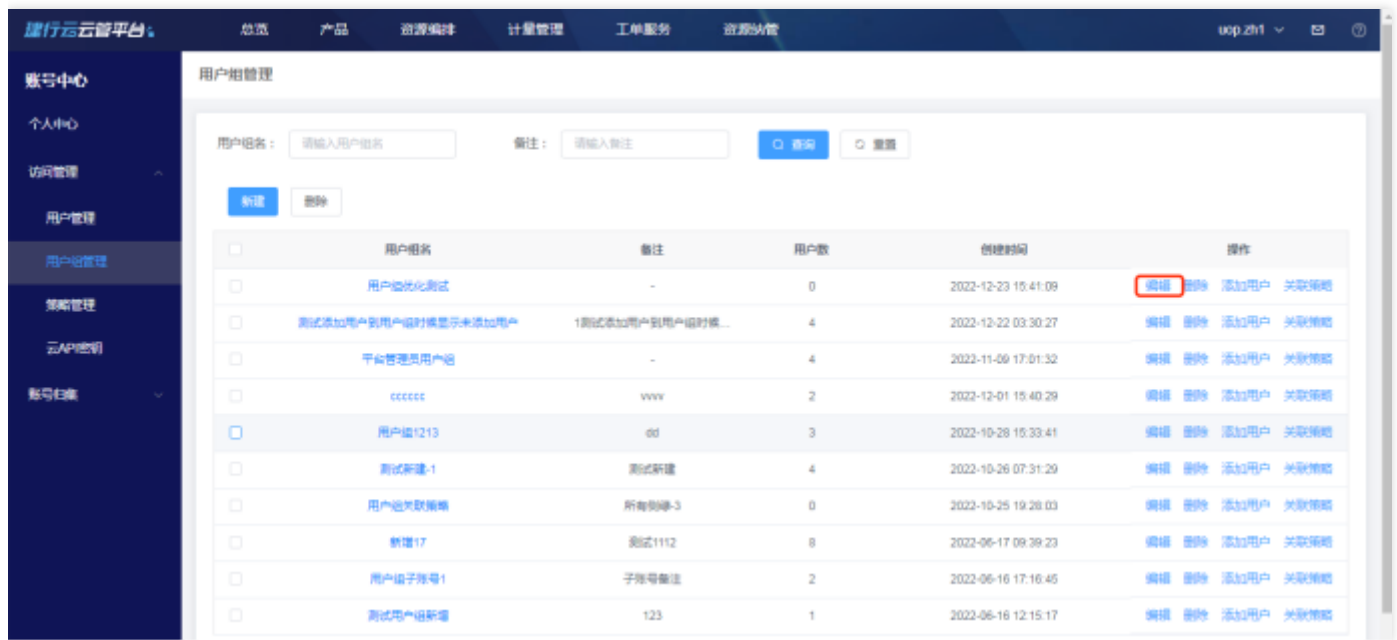 建行云云管平台 总览 产品 资源编排 计量管理 工单服务 资源纳管 uop.zh1
账号中心
用户组管理
个人中心
用户组名： 请输入用户组名 备注： 请输入备注 查询 重置
访问管理
新建 删除
用户管理
用户组名 备注 用户数 创建时间 操作
用户组管理
用户组优化测试 - 0 2022-12-23 15:41:09 编辑 删除 添加用户 关联策略
策略管理
测试添加用户到用户组时候显示未添加用户 1测试添加用户到用户组时候... 4 2022-12-22 03:30:27 编辑 删除 添加用户 关联策略
云API密钥
平台管理员用户组 - 4 2022-11-09 17:01:32 编辑 删除 添加用户 关联策略
账号归集
cccccc vvvv 2 2022-12-01 15:40:29 编辑 删除 添加用户 关联策略
用户组1213 dd 3 2022-10-28 15:33:41 编辑 删除 添加用户 关联策略
测试新建-1 测试新建 4 2022-10-26 07:31:29 编辑 删除 添加用户 关联策略
用户组关联策略 0 2022-10-25 19:28:03 编辑 删除 添加用户 关联策略
新增17 测试1112 8 2022-06-17 09:39:23 编辑 删除 添加用户 关联策略
用户组子账号1 子账号备注 2 2022-06-16 17:16:45 编辑 删除 添加用户 关联策略
测试用户组新增 123 1 2022-06-16 12:15:17 编辑 删除 添加用户 关联策略